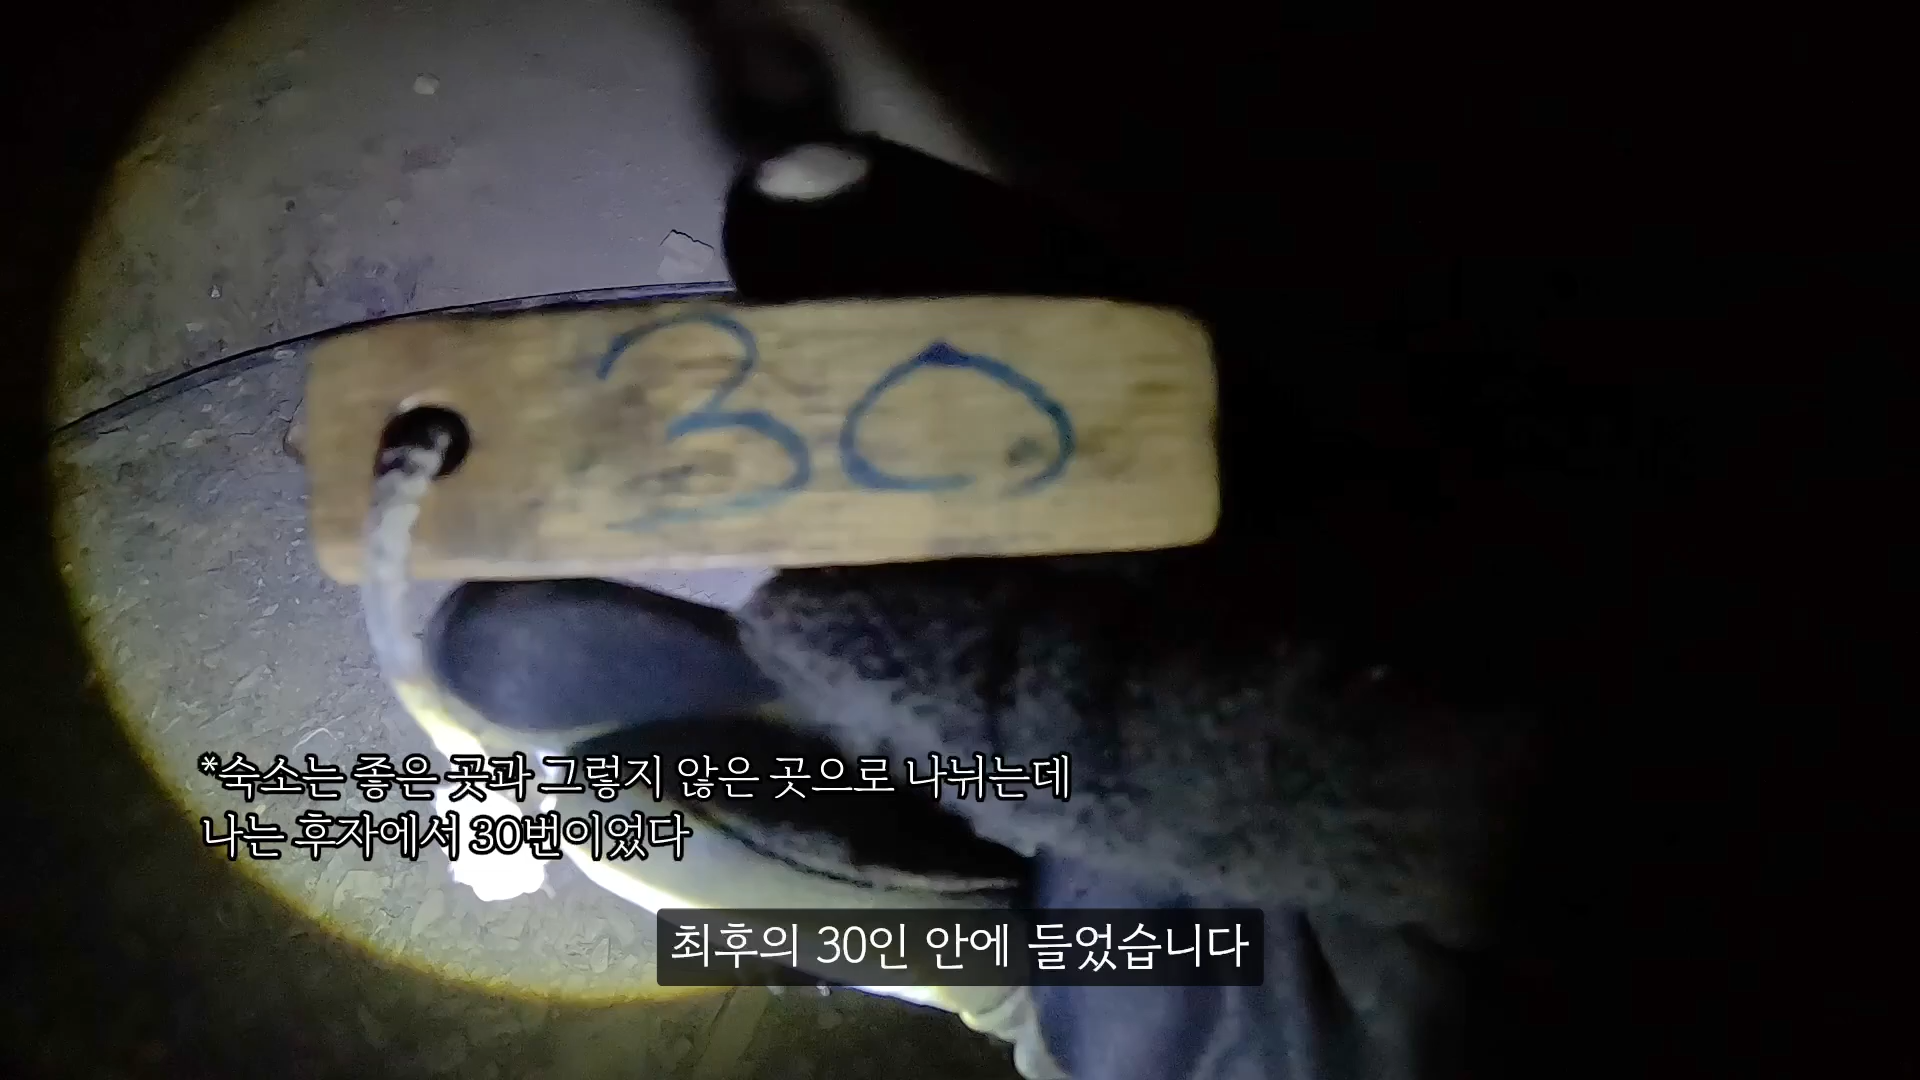 30
*숙소는 좋은 곳과 그렇지 않은 곳으로 나뉘는데
나는 후자에서 30번이었다
최후의 30인 안에 들었습니다